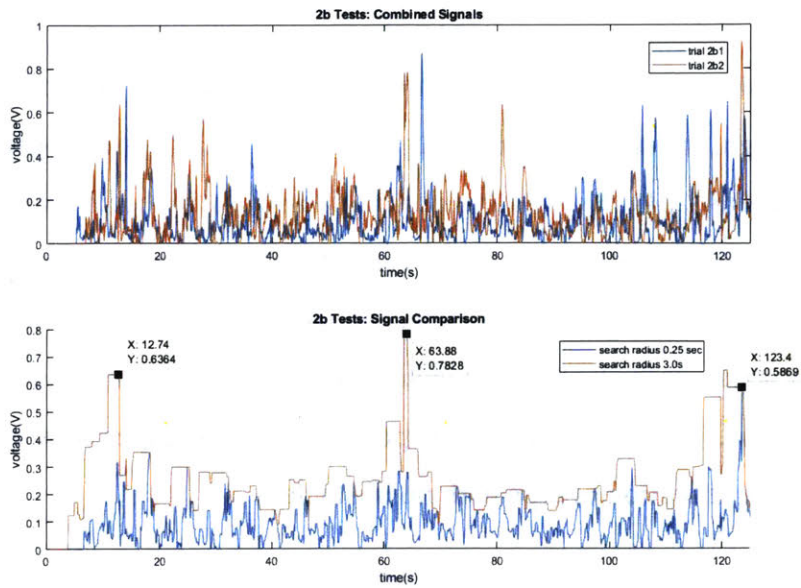 2b Tests: Combined Signals
1
0.8
0.6
0.4
0.2
0
voltage(V)
trial 2b1
trial 2b2
0 20 40 60 80 100 120
time(s)
2b Tests: Signal Comparison
0.8
0.7
0.6
0.5
0.4
0.3
0.2
0.1
0
voltage(V)
X: 12.74
Y: 0.6364
X: 63.88
Y: 0.7828
search radius 0.25 sec
search radius 3.0s
X: 123.4
Y: 0.5869
0 20 40 60 80 100 120
time(s)